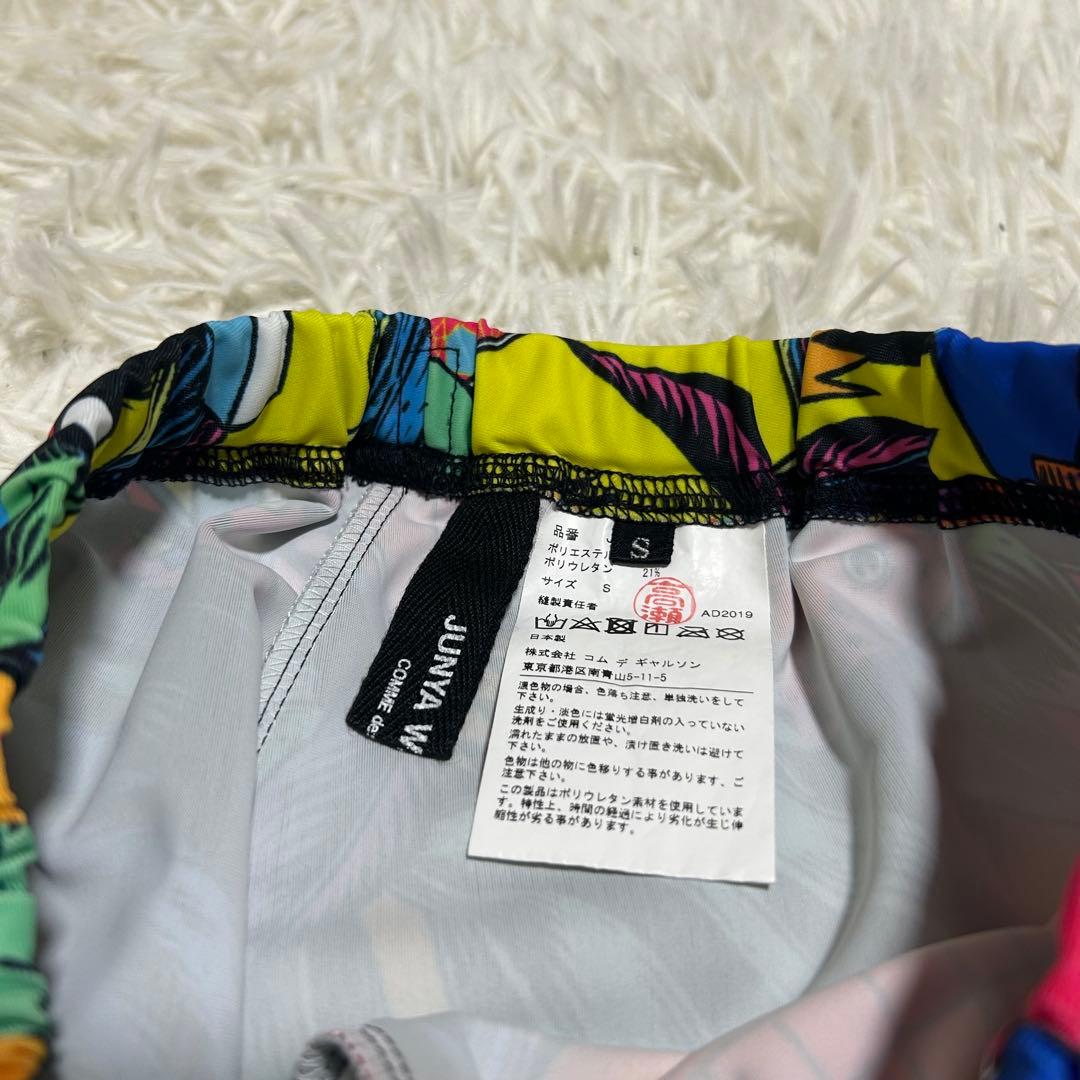 JUNYA W
COMME des
S
品番 J
ポリエステル
ポリウレタン 21%
サイズ S
縫製責任者 高瀬 AD2019
日本製
株式会社 コム デ ギャルソン
東京都港区南青山5-11-5
濃色物の場合、色落ち注意、単独洗いをして
下さい。
生成り・淡色には蛍光増白剤の入っていない
洗剤をご使用ください。
濡れたままの放置や、漬け置き洗いは避けて
下さい。
色物は他の物に色移りする事があります、ご
注意下さい。
この製品はポリウレタン素材を使用していま
す。特性上、時間の経過により劣化が生じ伸
縮性が劣る事があります。
M